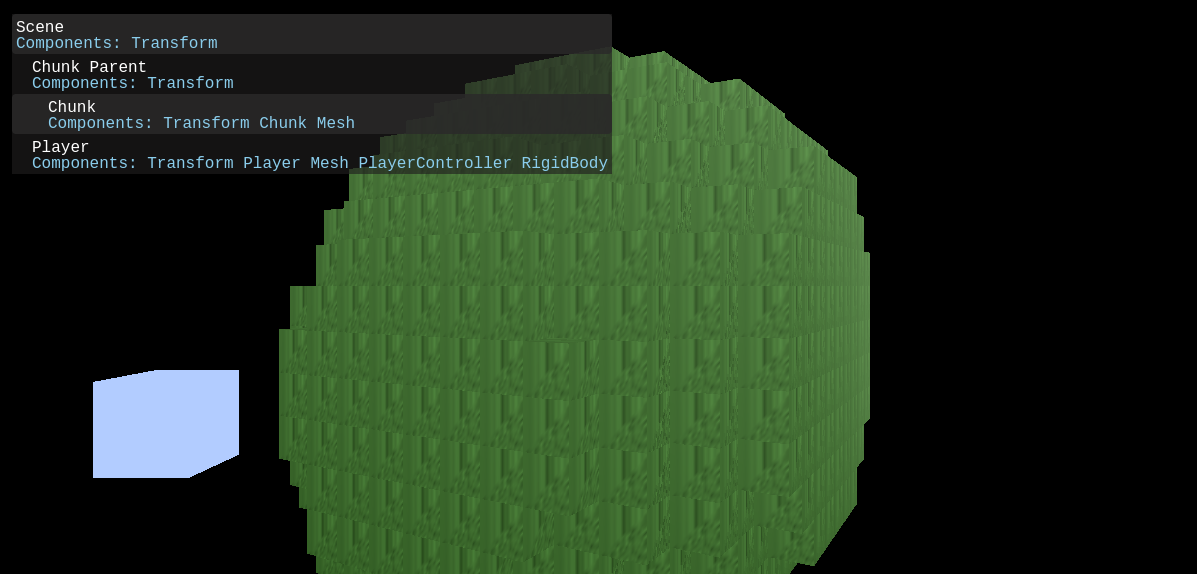 Scene
Components: Transform
Chunk Parent
Components: Transform
Chunk
Components: Transform Chunk Mesh
Player
Components: Transform Player Mesh PlayerController RigidBody